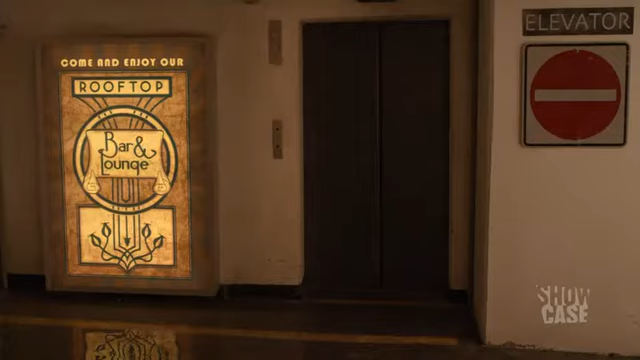 COME AND ENJOY OUR
ROOFTOP
Bar &
Lounge
ELEVATOR
SHOW
CASE